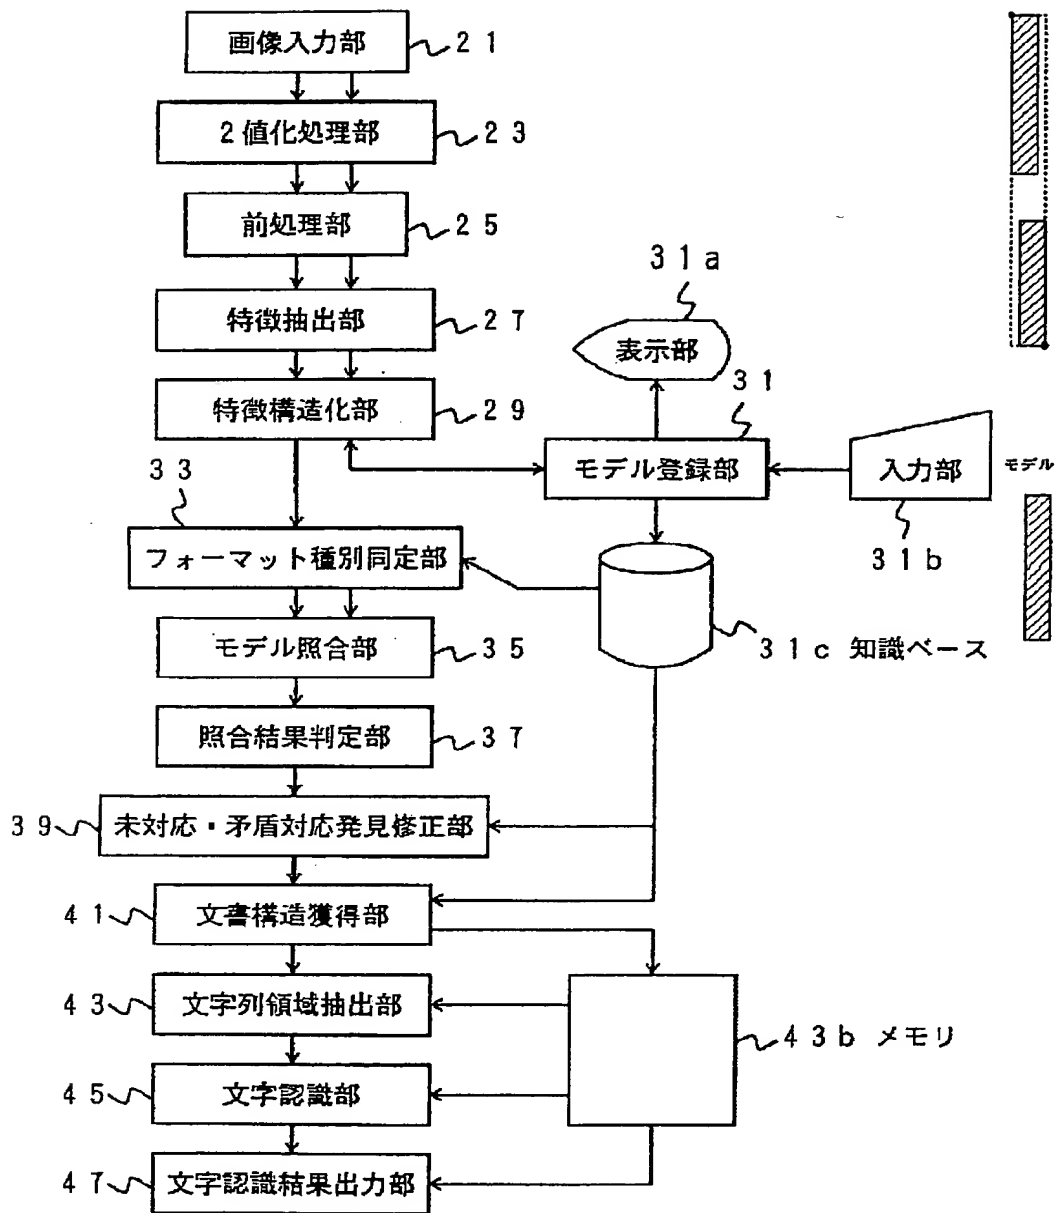 画像入力部 21
2値化処理部 23
前処理部 25
31a
特徴抽出部 27
表示部
特徴構造化部 29
31
33
モデル登録部
入力部
モデル
フォーマット種別同定部
31b
モデル照合部 35
31c 知識ベース
照合結果判定部 37
39 未対応・矛盾対応発見修正部
41 文書構造獲得部
43 文字列領域抽出部
43b メモリ
45 文字認識部
47 文字認識結果出力部